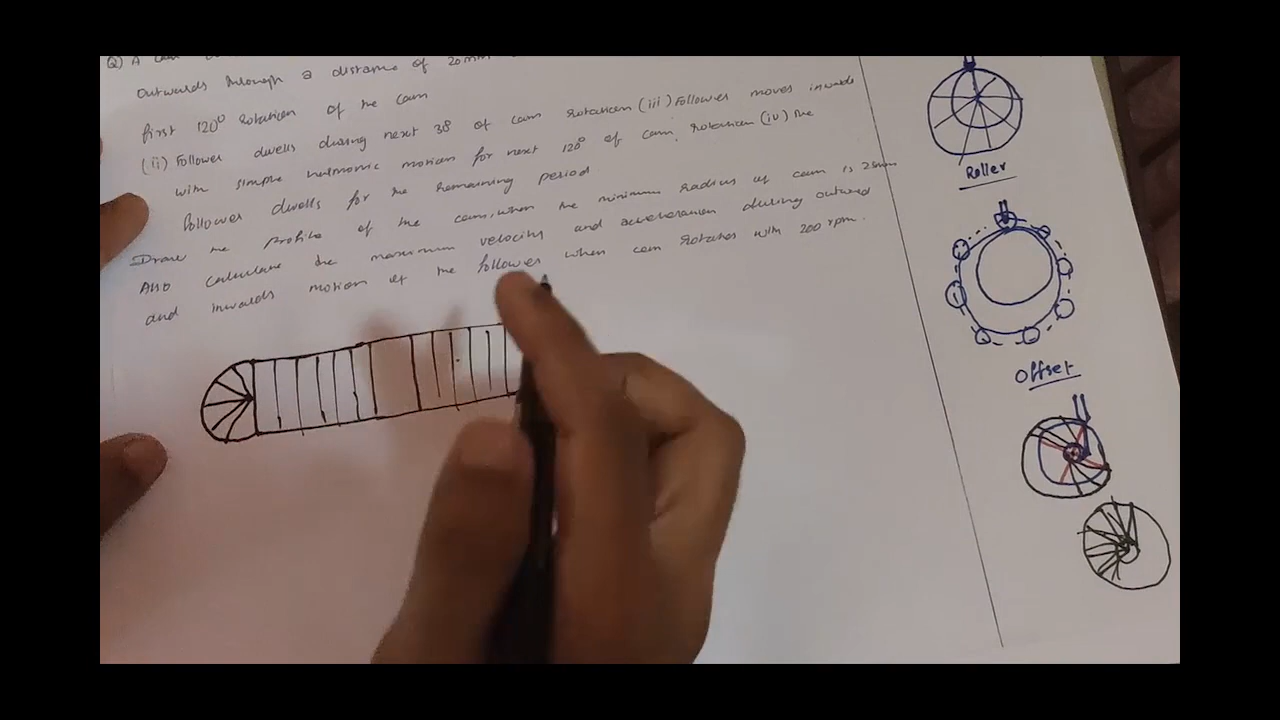 Q) A cam
outwards through a distance of 20mm
first 120° rotation of the cam
(ii) Follower dwells during next 30° of cam rotation (iii) Follower moves inwards
with simple harmonic motion for next 120° of cam rotation (iv) The
follower dwells for the remaining period
Draw the profile of the cam, when the minimum radius of cam is 25mm
Also calculate the maximum velocity and acceleration during outward
and inwards motion of the follower when cam rotates with 200 rpm.
Roller
Offset